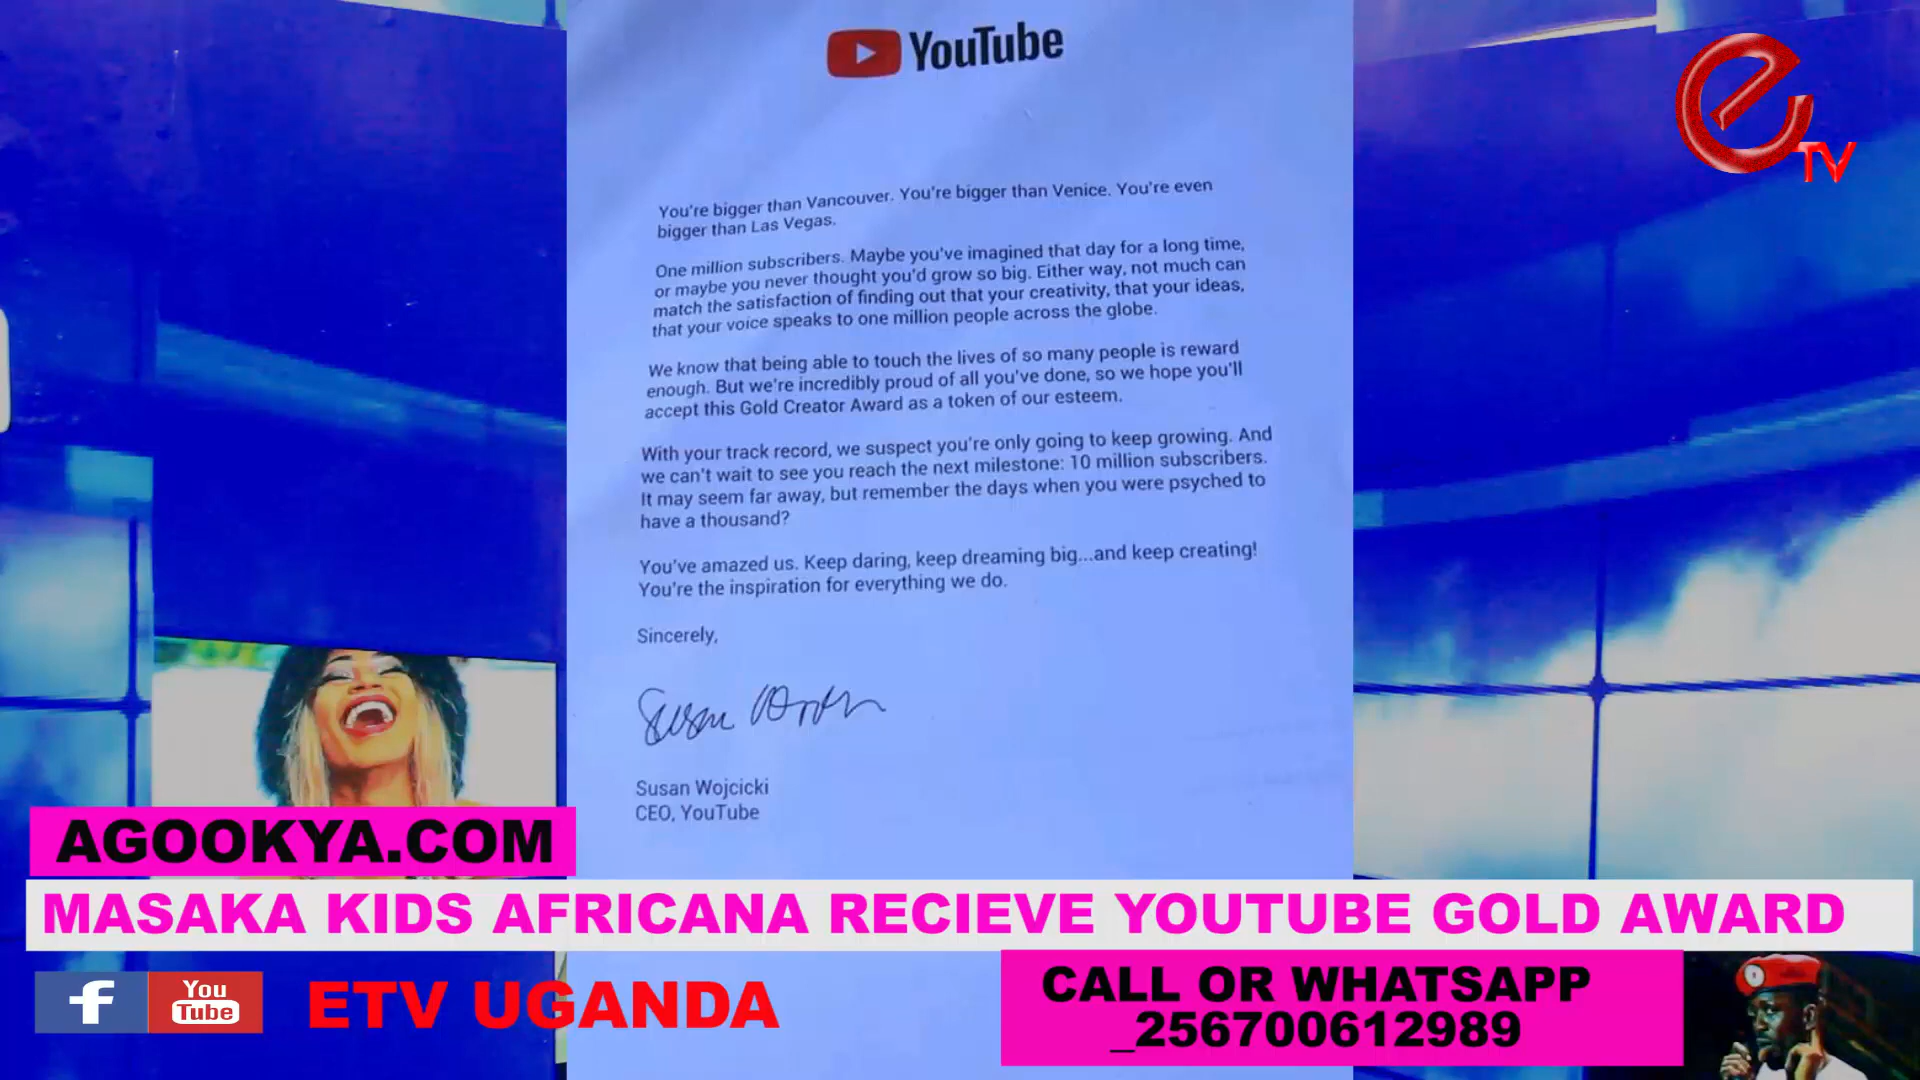 YouTube
e
TV
You're bigger than Vancouver. You're bigger than Venice. You're even
bigger than Las Vegas.
One million subscribers. Maybe you've imagined that day for a long time,
or maybe you never thought you'd grow so big. Either way, not much can
match the satisfaction of finding out that your creativity, that your ideas,
that your voice speaks to one million people across the globe.
We know that being able to touch the lives of so many people is reward
enough. But we're incredibly proud of all you've done, so we hope you'll
accept this Gold Creator Award as a token of our esteem.
With your track record, we suspect you're only going to keep growing. And
we can't wait to see you reach the next milestone: 10 million subscribers.
It may seem far away, but remember the days when you were psyched to
have a thousand?
You've amazed us. Keep daring, keep dreaming big...and keep creating!
You're the inspiration for everything we do.
Sincerely,
Susan Wojcicki
CEO, YouTube
AGOOKYA.COM
MASAKA KIDS AFRICANA RECIEVE YOUTUBE GOLD AWARD
f
You
Tube
ETV UGANDA
CALL OR WHATSAPP
_256700612989